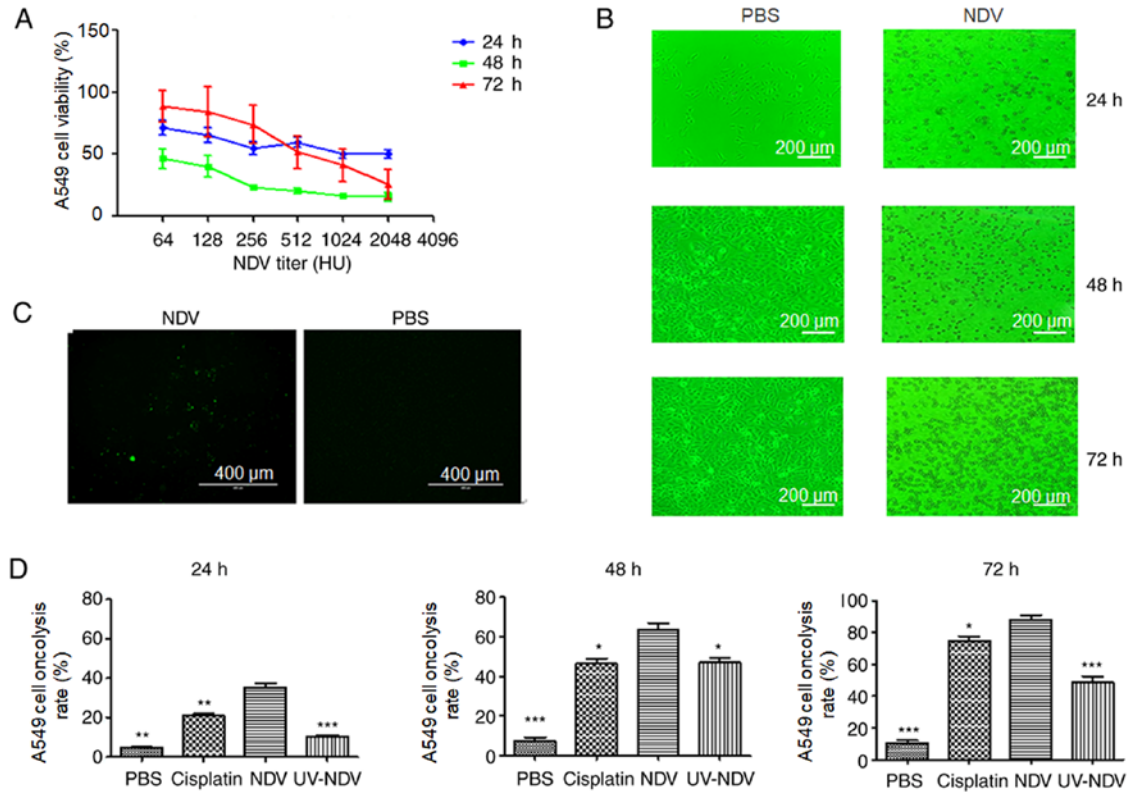 A
150
100
50
0
A549 cell viability (%)
64 128 256 512 1024 2048 4096
NDV titer (HU)
24 h
48 h
72 h
B
PBS NDV
200 µm 200 µm 24 h
200 µm 200 µm 48 h
200 µm 200 µm 72 h
C
NDV PBS
400 µm 400 µm
D
24 h
A549 cell oncolysis
rate (%)
80
60
40
20
0
** ** ***
PBS Cisplatin NDV UV-NDV
48 h
A549 cell oncolysis
rate (%)
80
60
40
20
0
*** * *
PBS Cisplatin NDV UV-NDV
72 h
A549 cell oncolysis
rate (%)
100
80
60
40
20
0
*** * ***
PBS Cisplatin NDV UV-NDV